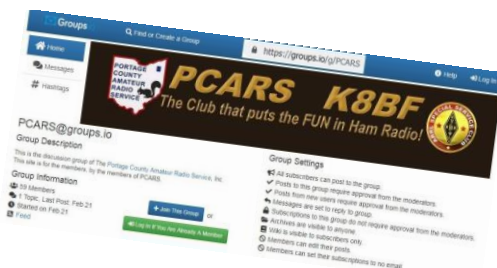 Groups
Find or Create a Group
https://groups.io/g/PCARS
Help
Log In
Home
Messages
Hashtags
PORTAGE
COUNTY
AMATEUR
RADIO
SERVICE
PCARS K8BF
The Club that puts the FUN in Ham Radio!
SPECIAL SERVICE CLUB
PCARS@groups.io
Group Description
This is the discussion group of The Portage County Amateur Radio Service, Inc.
This site is for the members, by the members of PCARS.
Group Information
59 Members
1 Topic, Last Post: Feb 21
Started on Feb 21
Feed
+ Join This Group
or
Log In If You Are Already A Member
Group Settings
All subscribers can post to the group.
Posts to this group require approval from the moderators.
Posts from new users require approval from the moderators.
Messages are set to reply to group.
Subscriptions to this group do not require approval from the moderators.
Archives are visible to anyone.
Wiki is visible to subscribers only.
Members can edit their posts.
Members can set their subscriptions to no email.